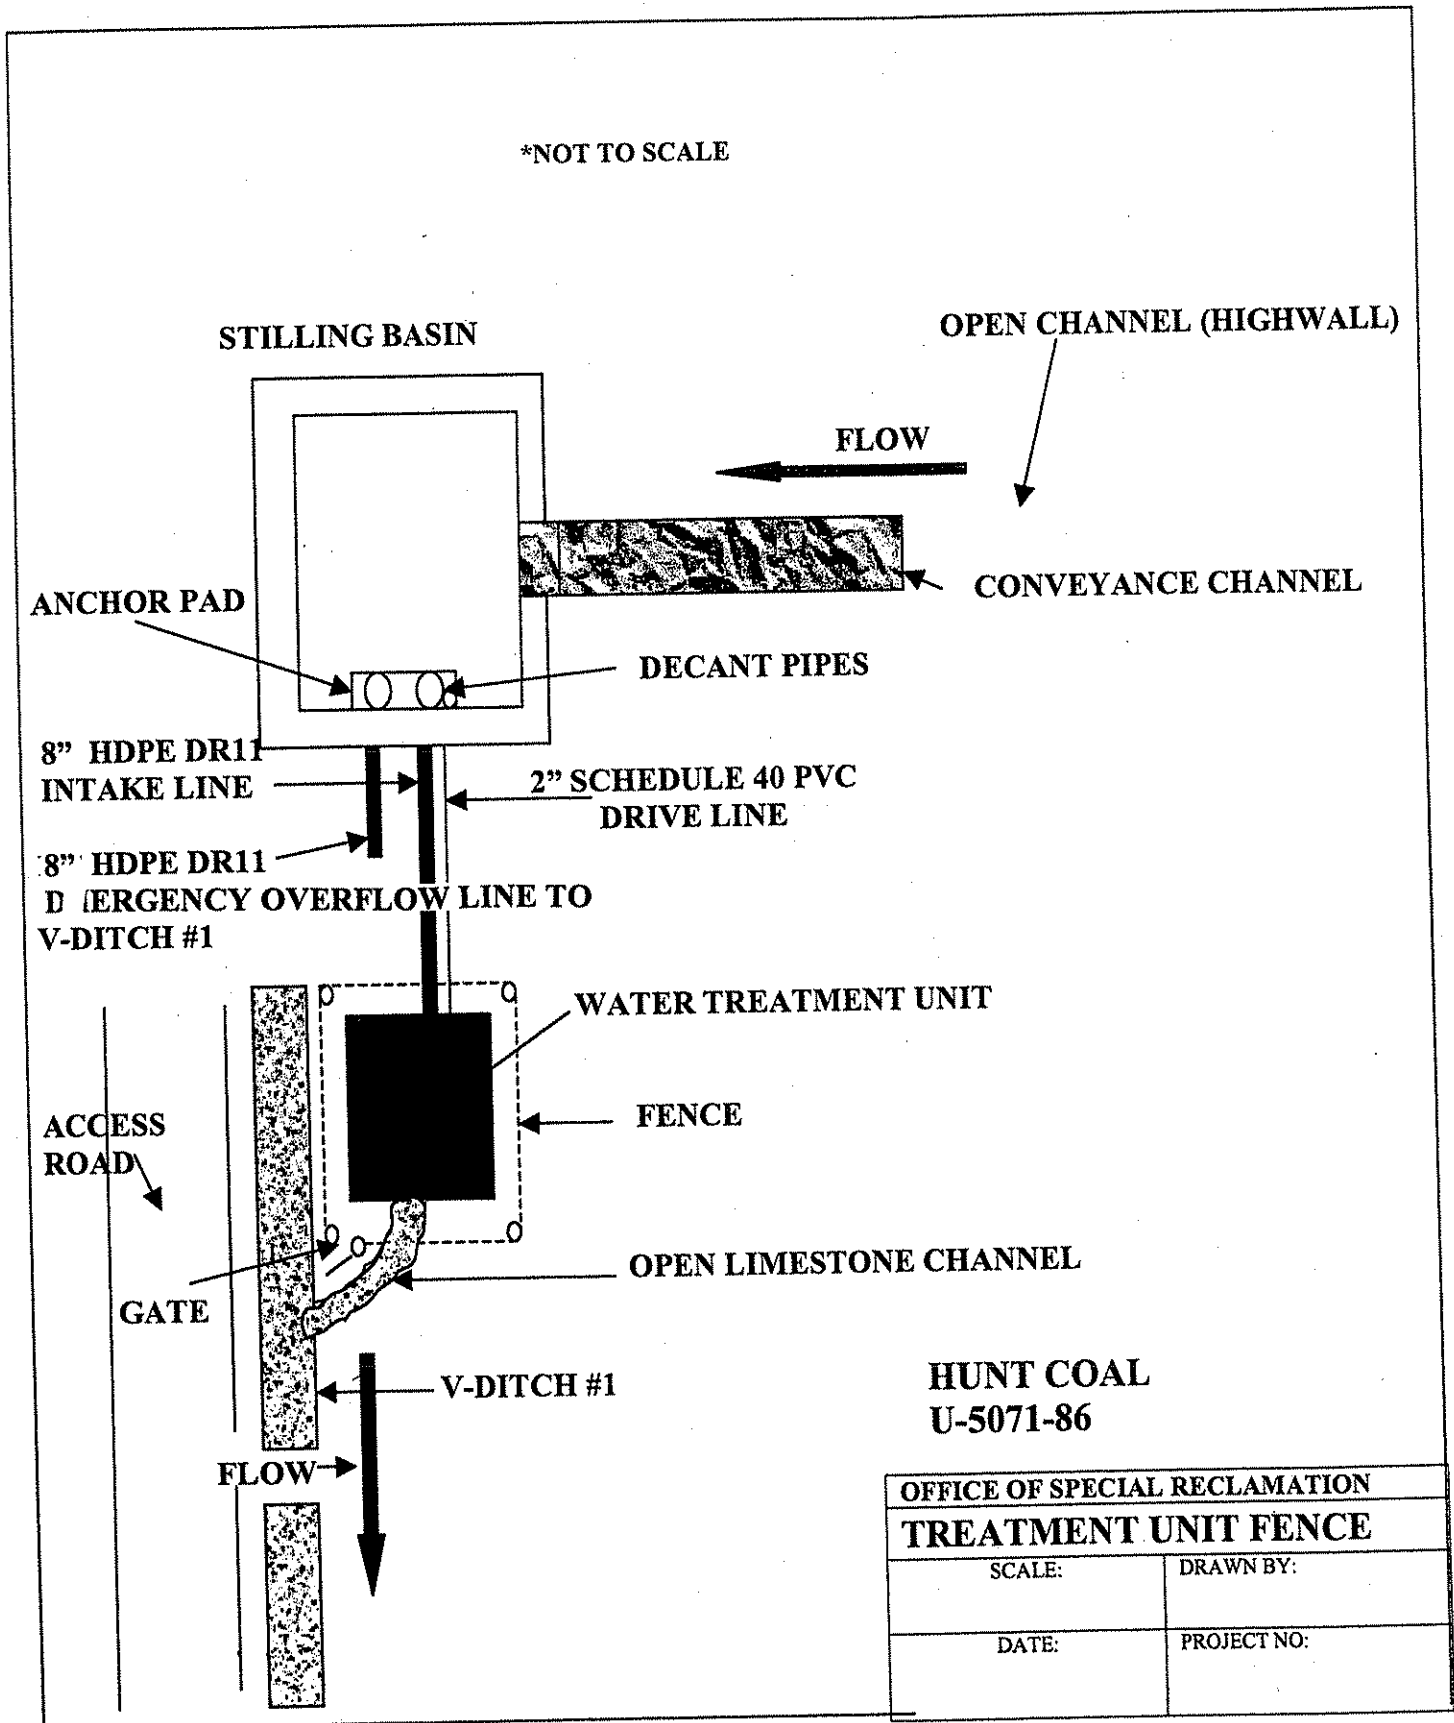 *NOT TO SCALE
STILLING BASIN
OPEN CHANNEL (HIGHWALL)
FLOW
CONVEYANCE CHANNEL
ANCHOR PAD
DECANT PIPES
8” HDPE DR11
INTAKE LINE
2” SCHEDULE 40 PVC
DRIVE LINE
8” HDPE DR11
OVERFLOW LINE TO
V-DITCH #1
WATER TREATMENT UNIT
FENCE
ACCESS
ROAD
OPEN LIMESTONE CHANNEL
GATE
V-DITCH #1
FLOW
HUNT COAL
U-5071-86
OFFICE OF SPECIAL RECLAMATION
TREATMENT UNIT FENCE
SCALE:
DRAWN BY:
DATE:
PROJECT NO: